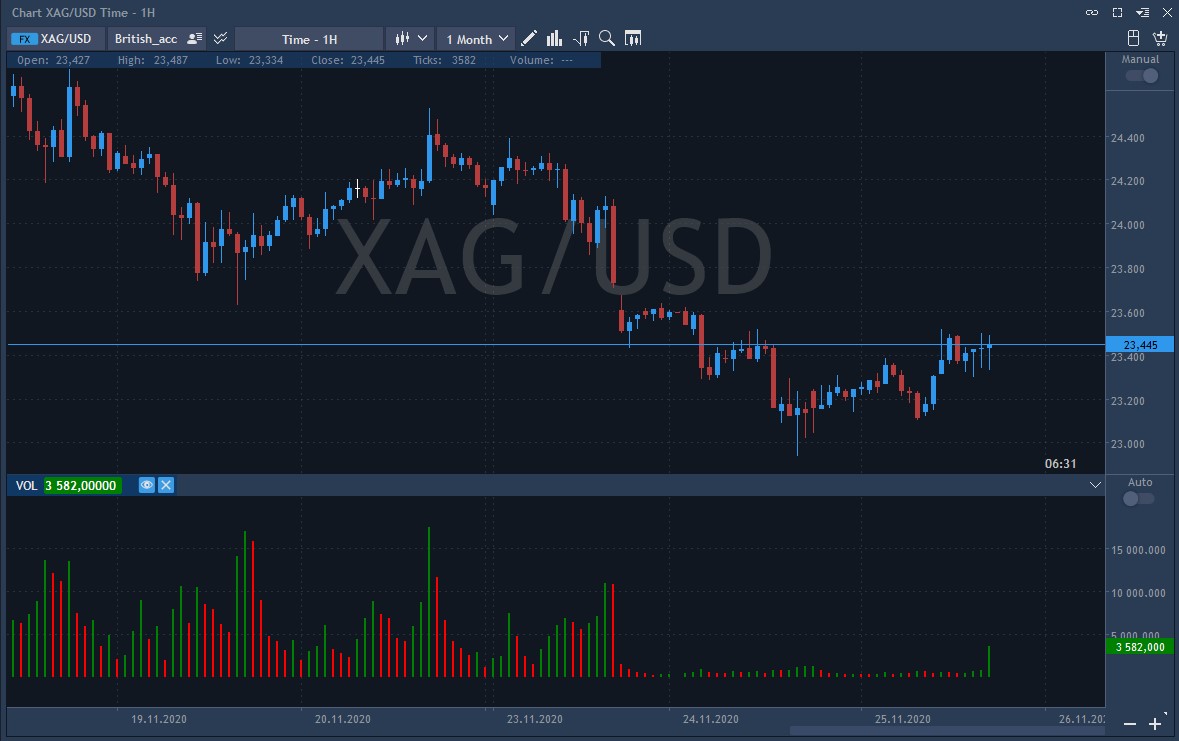 Chart XAG/USD Time - 1H
FX XAG/USD British_acc Time - 1H 1 Month
Open: 23,427 High: 23,487 Low: 23,334 Close: 23,445 Ticks: 3582 Volume: ---
Manual
24.400
24.200
XAG/USD
24.000
23.800
23.600
23,445
23.400
23.200
23.000
06:31
VOL 3 582,00000
Auto
15 000.000
10 000.000
5 000.000
3 582,000
19.11.2020 20.11.2020 23.11.2020 24.11.2020 25.11.2020 26.11.202